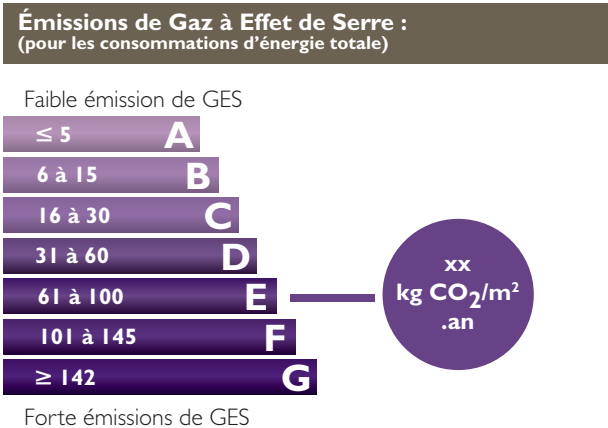 Émissions de Gaz à Effet de Serre :
(pour les consommations d'énergie totale)
Faible émission de GES
≤ 5 A
6 à 15 B
16 à 30 C
31 à 60 D
61 à 100 E
101 à 145 F
≥ 142 G
xx
kg CO2/m²
.an
Forte émissions de GES